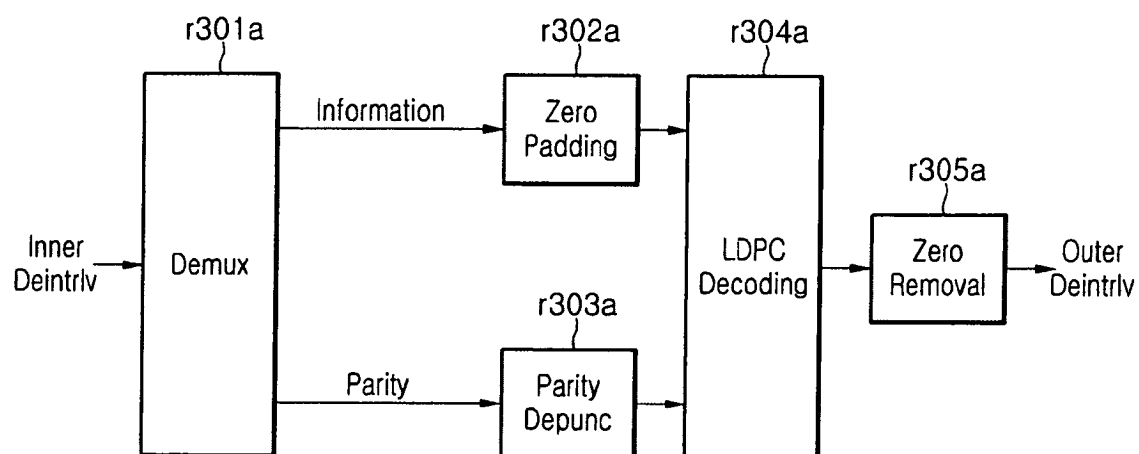 r301a
r302a
r304a
Information
Zero
Padding
r305a
Inner
Deintrlv
Demux
LDPC
Decoding
Zero
Removal
Outer
Deintrlv
r303a
Parity
Parity
Depunc